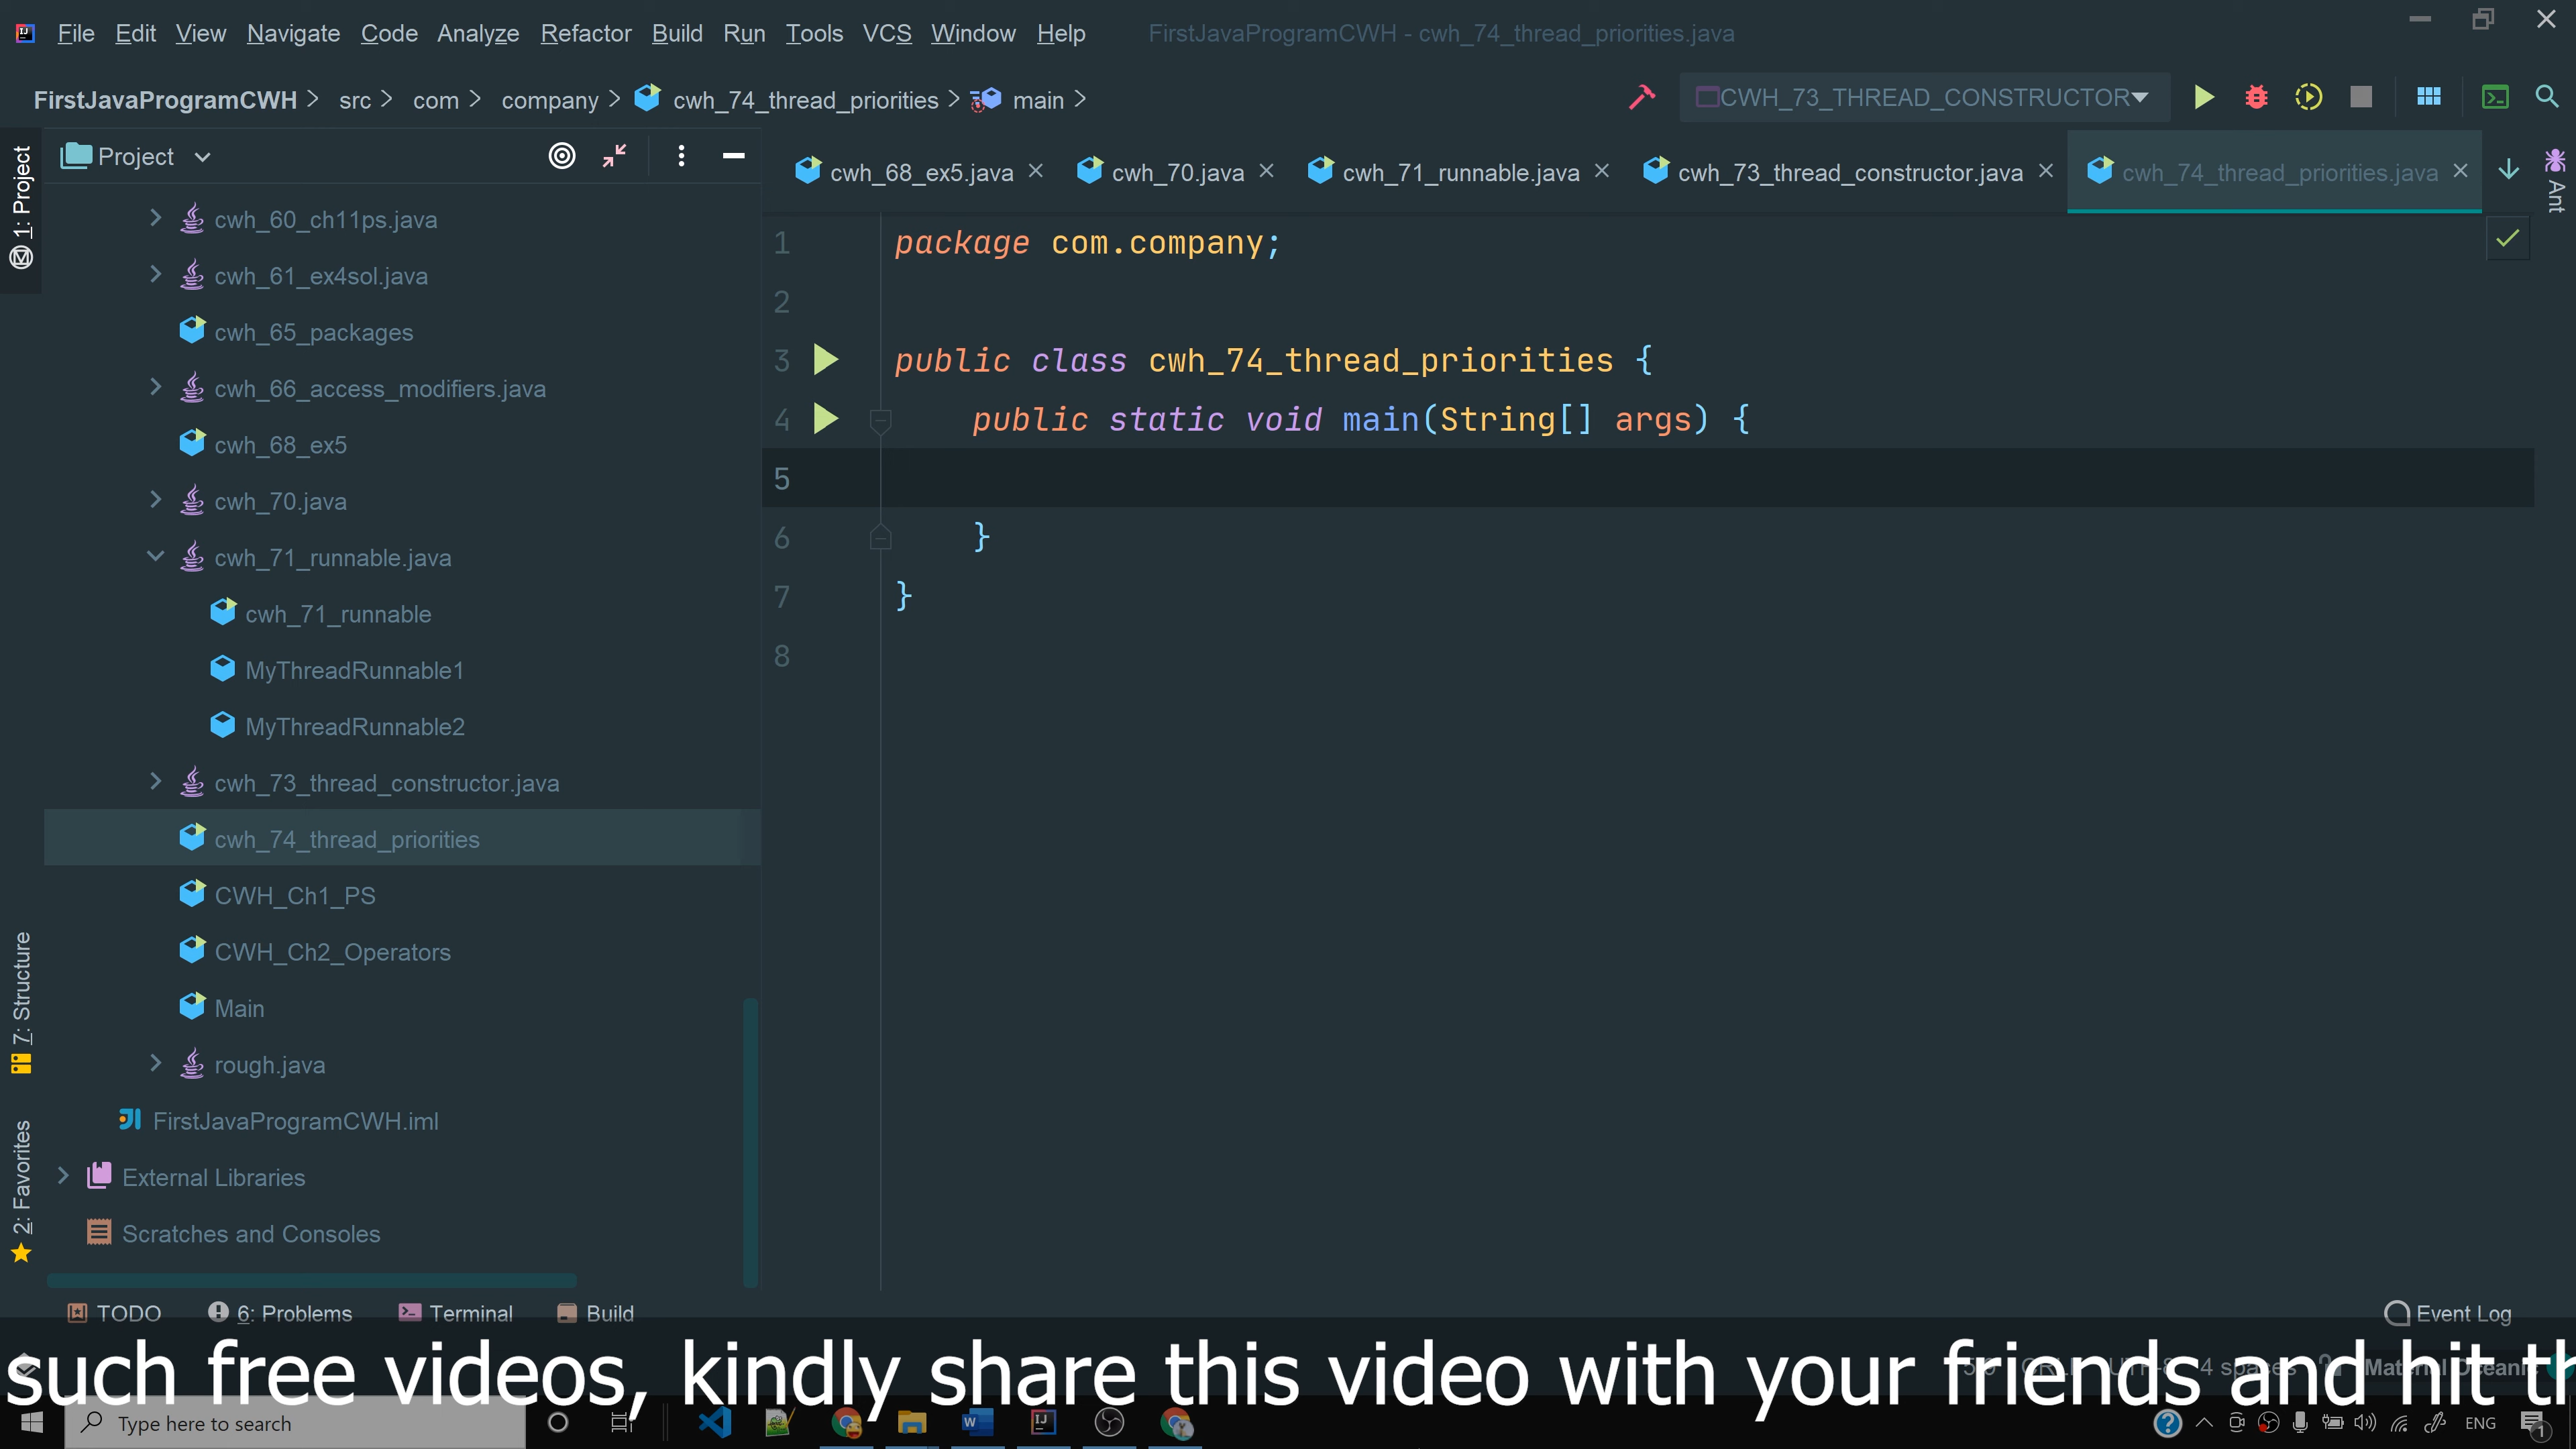 File Edit View Navigate Code Analyze Refactor Build Run Tools VCS Window Help FirstJavaProgramCWH - cwh_74_thread_priorities.java
FirstJavaProgramCWH > src > com > company > cwh_74_thread_priorities > main >
CWH_73_THREAD_CONSTRUCTOR
1: Project
7: Structure
2: Favorites
Project
cwh_60_ch11ps.java
cwh_61_ex4sol.java
cwh_65_packages
cwh_66_access_modifiers.java
cwh_68_ex5
cwh_70.java
cwh_71_runnable.java
cwh_71_runnable
MyThreadRunnable1
MyThreadRunnable2
cwh_73_thread_constructor.java
cwh_74_thread_priorities
CWH_Ch1_PS
CWH_Ch2_Operators
Main
rough.java
FirstJavaProgramCWH.iml
External Libraries
Scratches and Consoles
cwh_68_ex5.java cwh_70.java cwh_71_runnable.java cwh_73_thread_constructor.java cwh_74_thread_priorities.java
Ant
1 package com.company;
2
3 public class cwh_74_thread_priorities {
4 public static void main(String[] args) {
5
6 }
7 }
8
TODO 6: Problems Terminal Build Event Log
such free videos, kindly share this video with your friends and hit
4 spaces
Type here to search
ENG
1